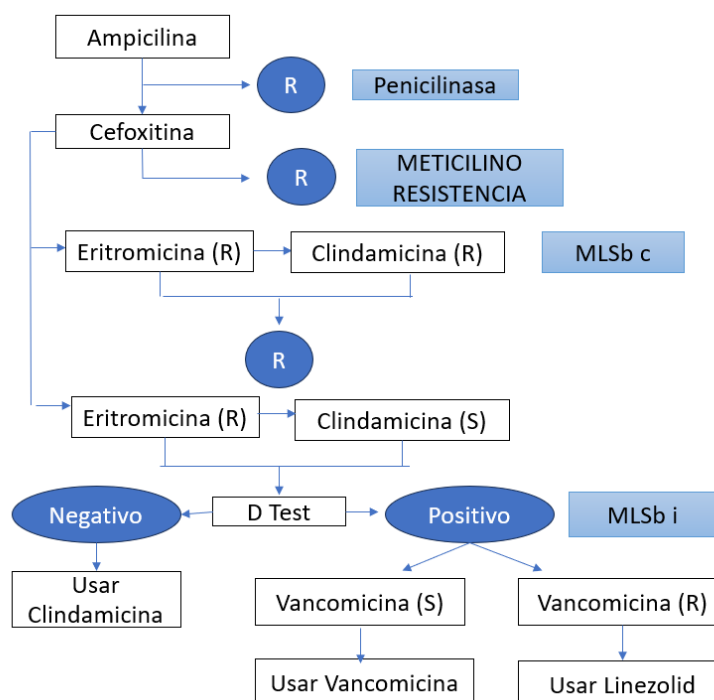 Ampicilina
R
Penicilinasa
Cefoxitina
R
METICILINO
RESISTENCIA
Eritromicina (R)
Clindamicina (R)
MLSb c
R
Eritromicina (R)
Clindamicina (S)
Negativo
D Test
Positivo
MLSb i
Usar
Clindamicina
Vancomicina (S)
Vancomicina (R)
Usar Vancomicina
Usar Linezolid